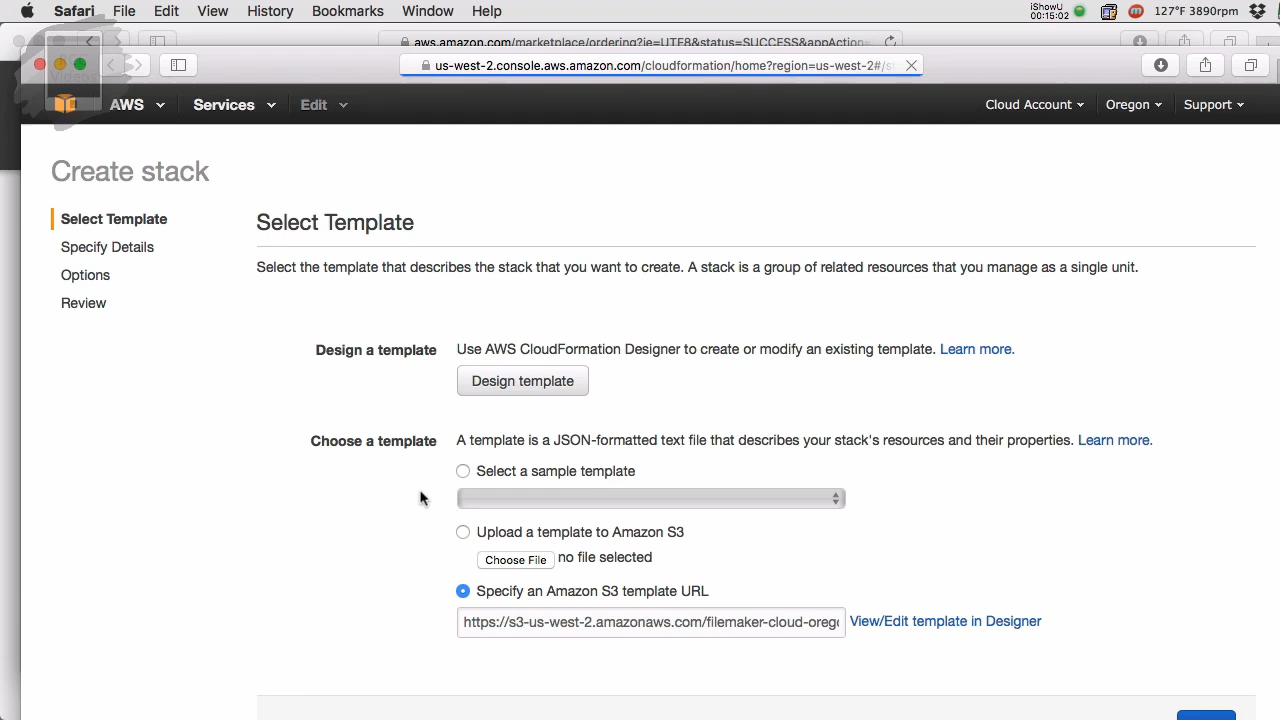 Safari File Edit View History Bookmarks Window Help
iShowU
00:15:02
127°F 3890rpm
aws.amazon.com/marketplace/ordering?ie=UTF8&status=SUCCESS&appAction=
us-west-2.console.aws.amazon.com/cloudformation/home?region=us-west-2#/s
AWS Services Edit Cloud Account Oregon Support
Create stack
Select Template
Specify Details
Options
Review
Select Template
Select the template that describes the stack that you want to create. A stack is a group of related resources that you manage as a single unit.
Design a template
Use AWS CloudFormation Designer to create or modify an existing template. Learn more.
Design template
Choose a template
A template is a JSON-formatted text file that describes your stack's resources and their properties. Learn more.
Select a sample template
Upload a template to Amazon S3
Choose File no file selected
Specify an Amazon S3 template URL
https://s3-us-west-2.amazonaws.com/filemaker-cloud-orego
View/Edit template in Designer